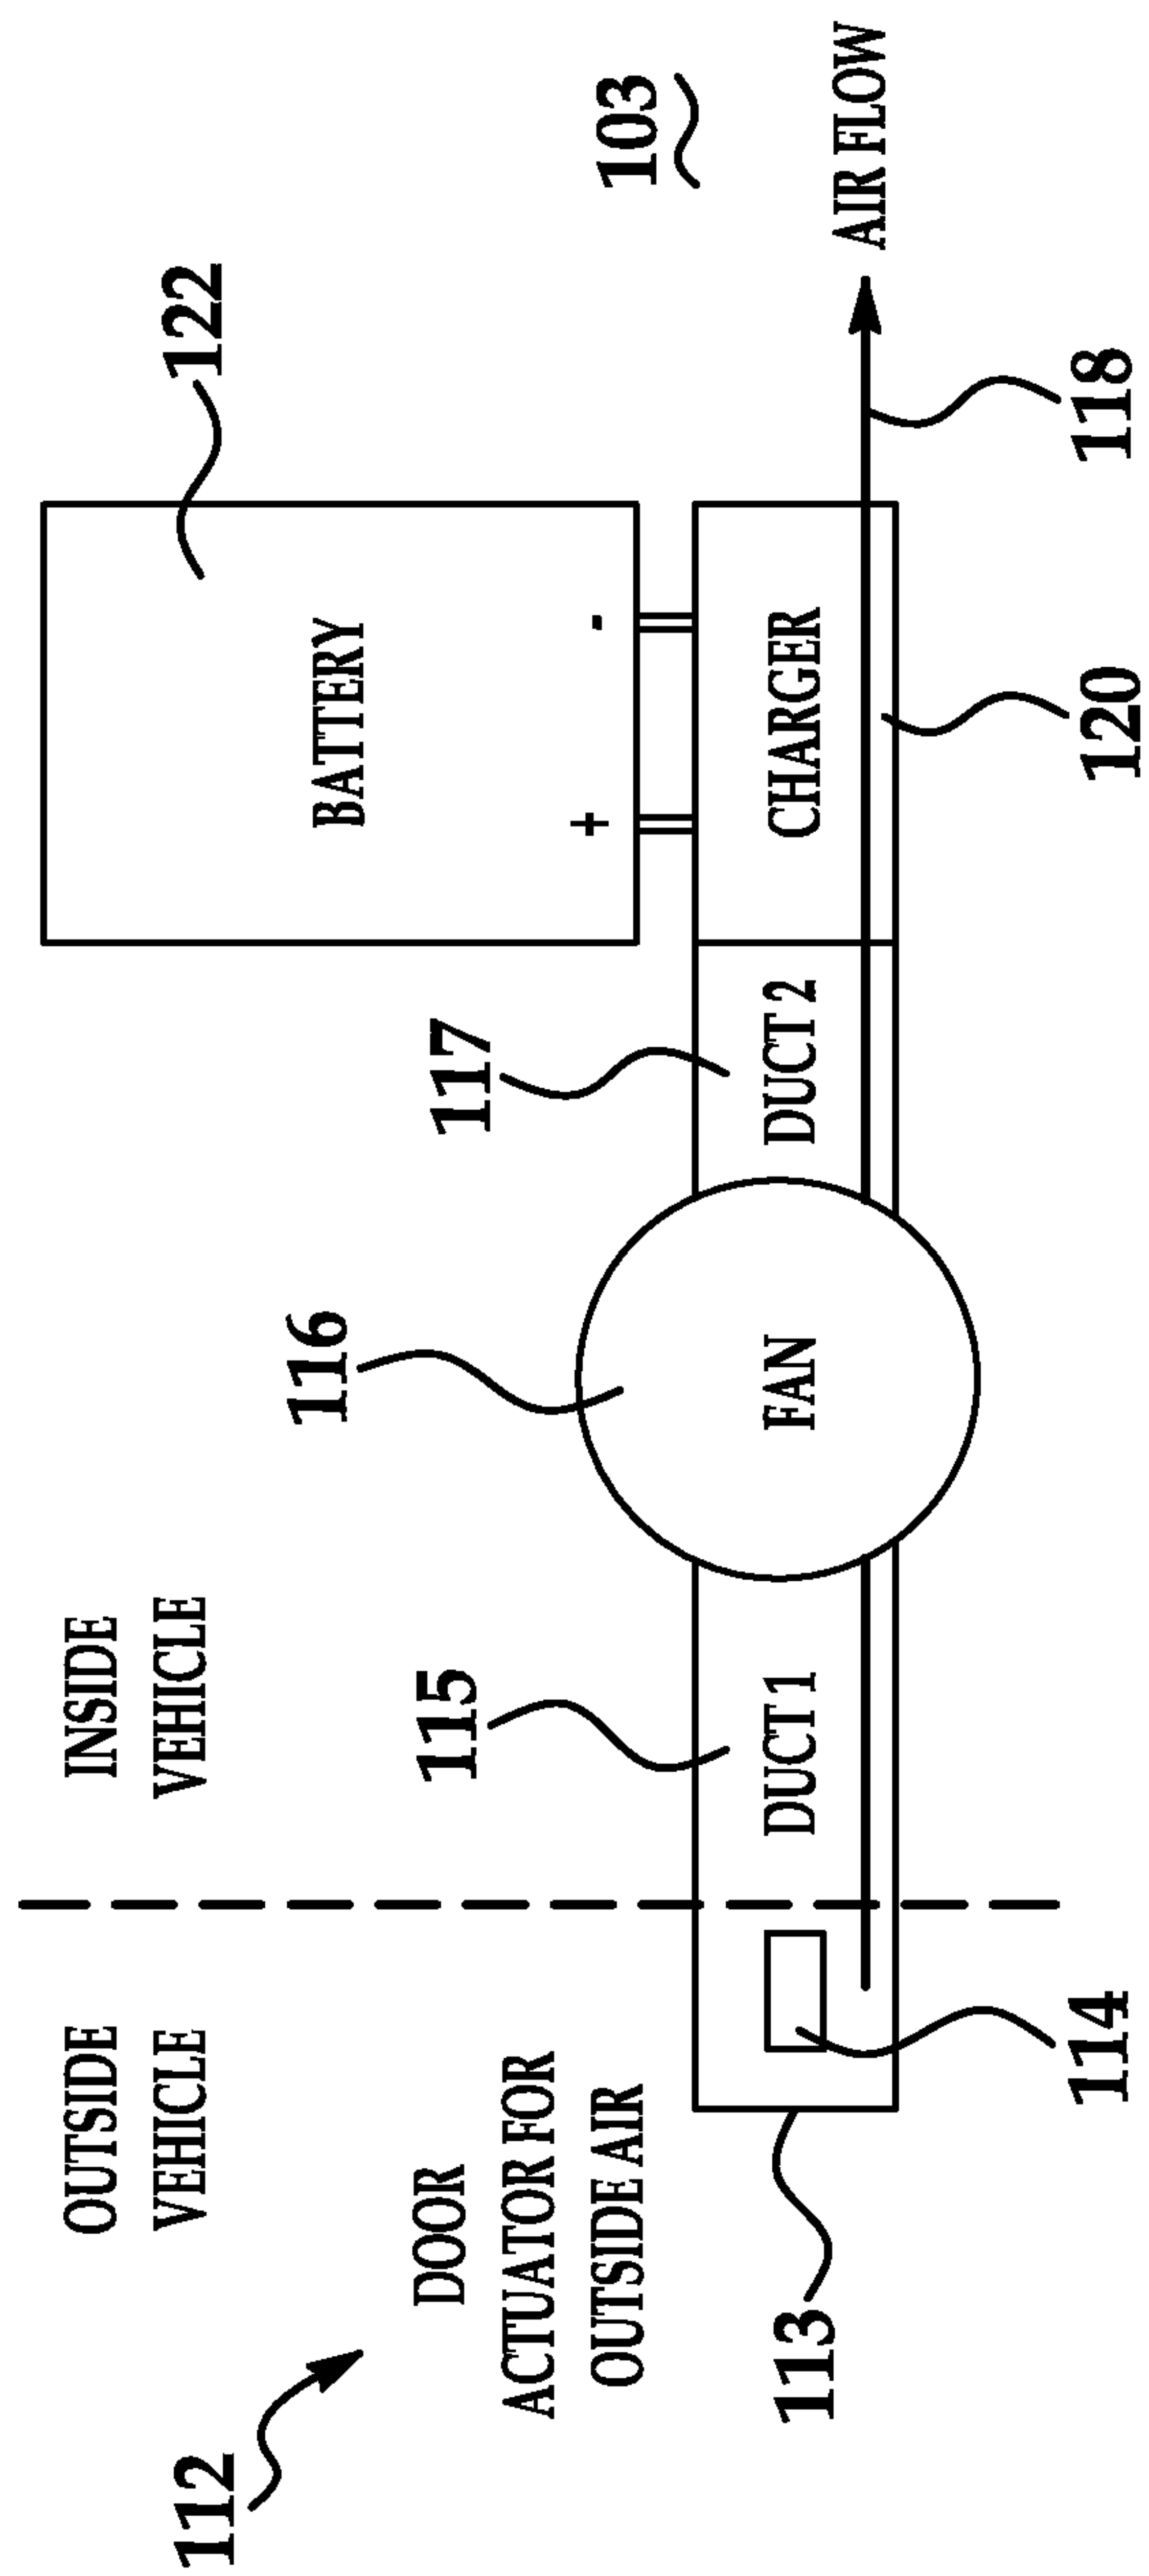 112
OUTSIDE
VEHICLE
INSIDE
VEHICLE
122
BATTERY
+
-
103
DOOR
ACTUATOR FOR
OUTSIDE AIR
115
116
117
DUCT 1
FAN
DUCT 2
CHARGER
AIR FLOW
113
114
120
118